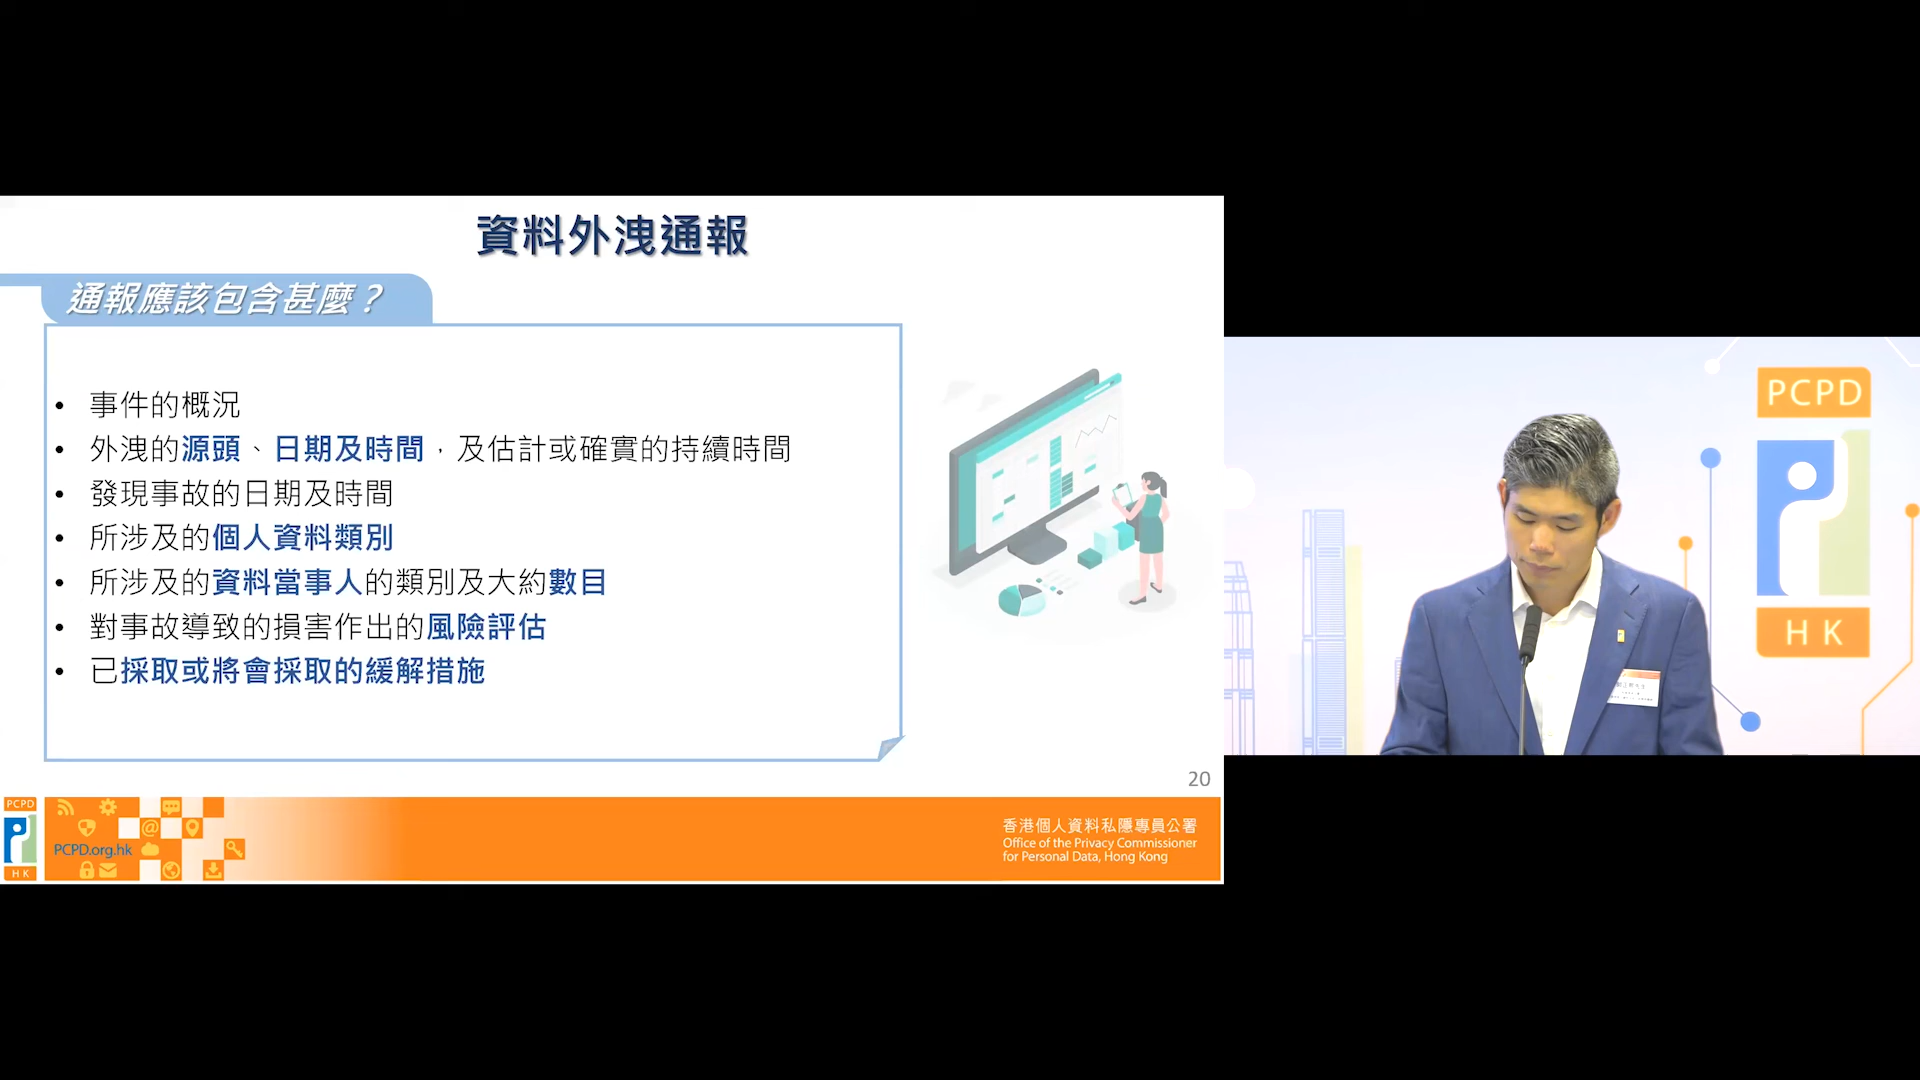 資料外洩通報
通報應該包含甚麼？
• 事件的概況
• 外洩的源頭、日期及時間，及估計或確實的持續時間
• 發現事故的日期及時間
• 所涉及的個人資料類別
• 所涉及的資料當事人的類別及大約數目
• 對事故導致的損害作出的風險評估
• 已採取或將會採取的緩解措施
20
PCPD
HK
PCPD.org.hk
香港個人資料私隱專員公署
Office of the Privacy Commissioner
for Personal Data, Hong Kong
PCPD
HK